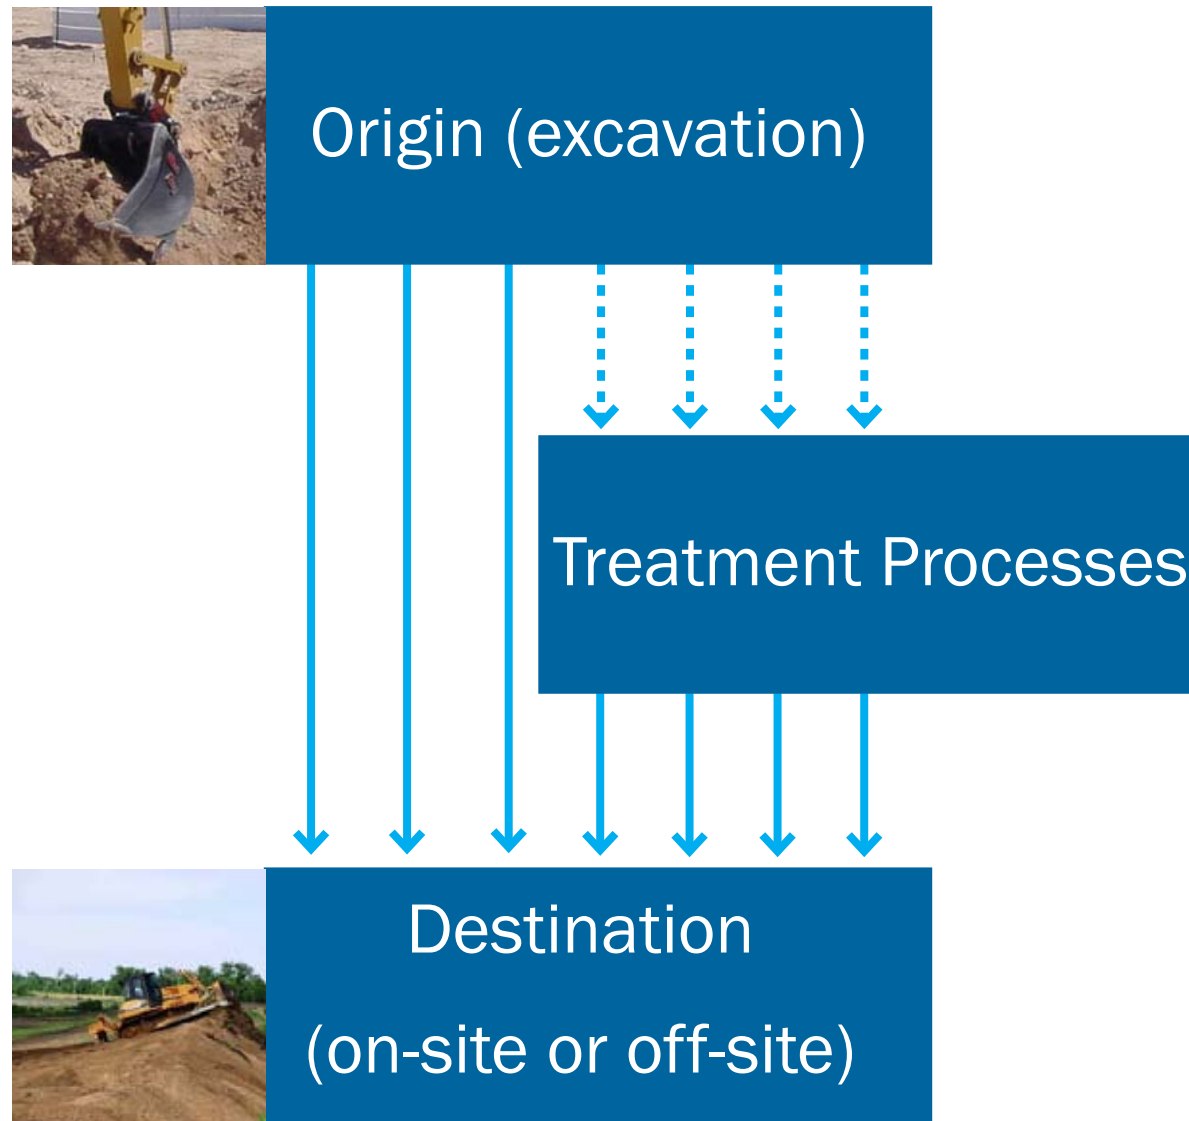 Origin (excavation)
Treatment Processes
Destination
(on-site or off-site)